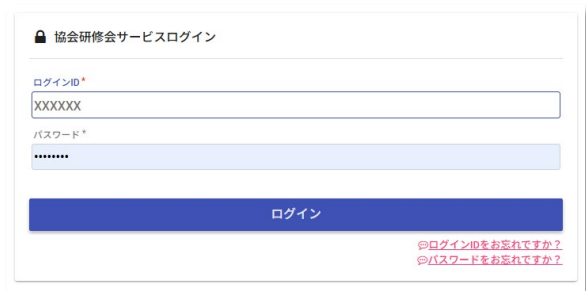 協会研修会サービスログイン
ログインID*
XXXXXX
パスワード*
••••••••
ログイン
ログインIDをお忘れですか？
パスワードをお忘れですか？